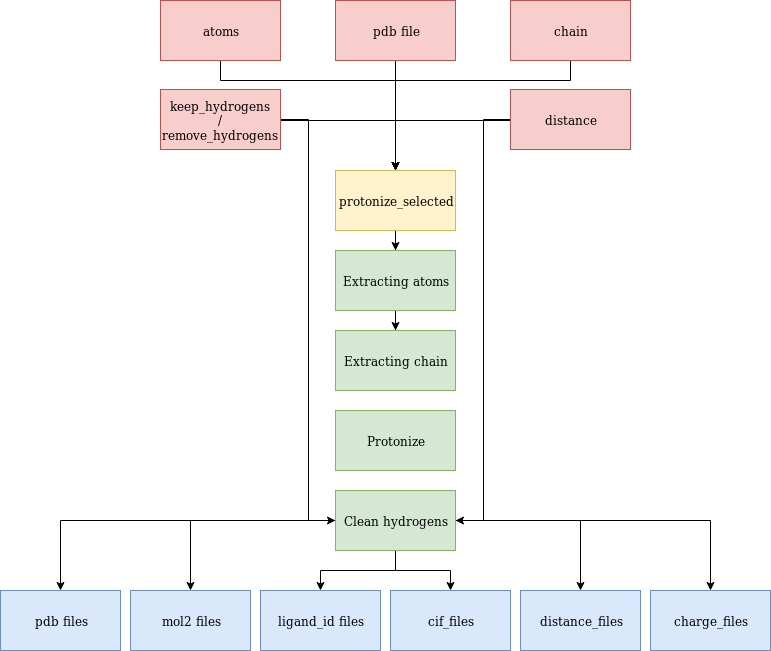 atoms
pdb file
chain
keep_hydrogens
/
remove_hydrogens
distance
protonize_selected
Extracting atoms
Extracting chain
Protonize
Clean hydrogens
pdb files
mol2 files
ligand_id files
cif_files
distance_files
charge_files